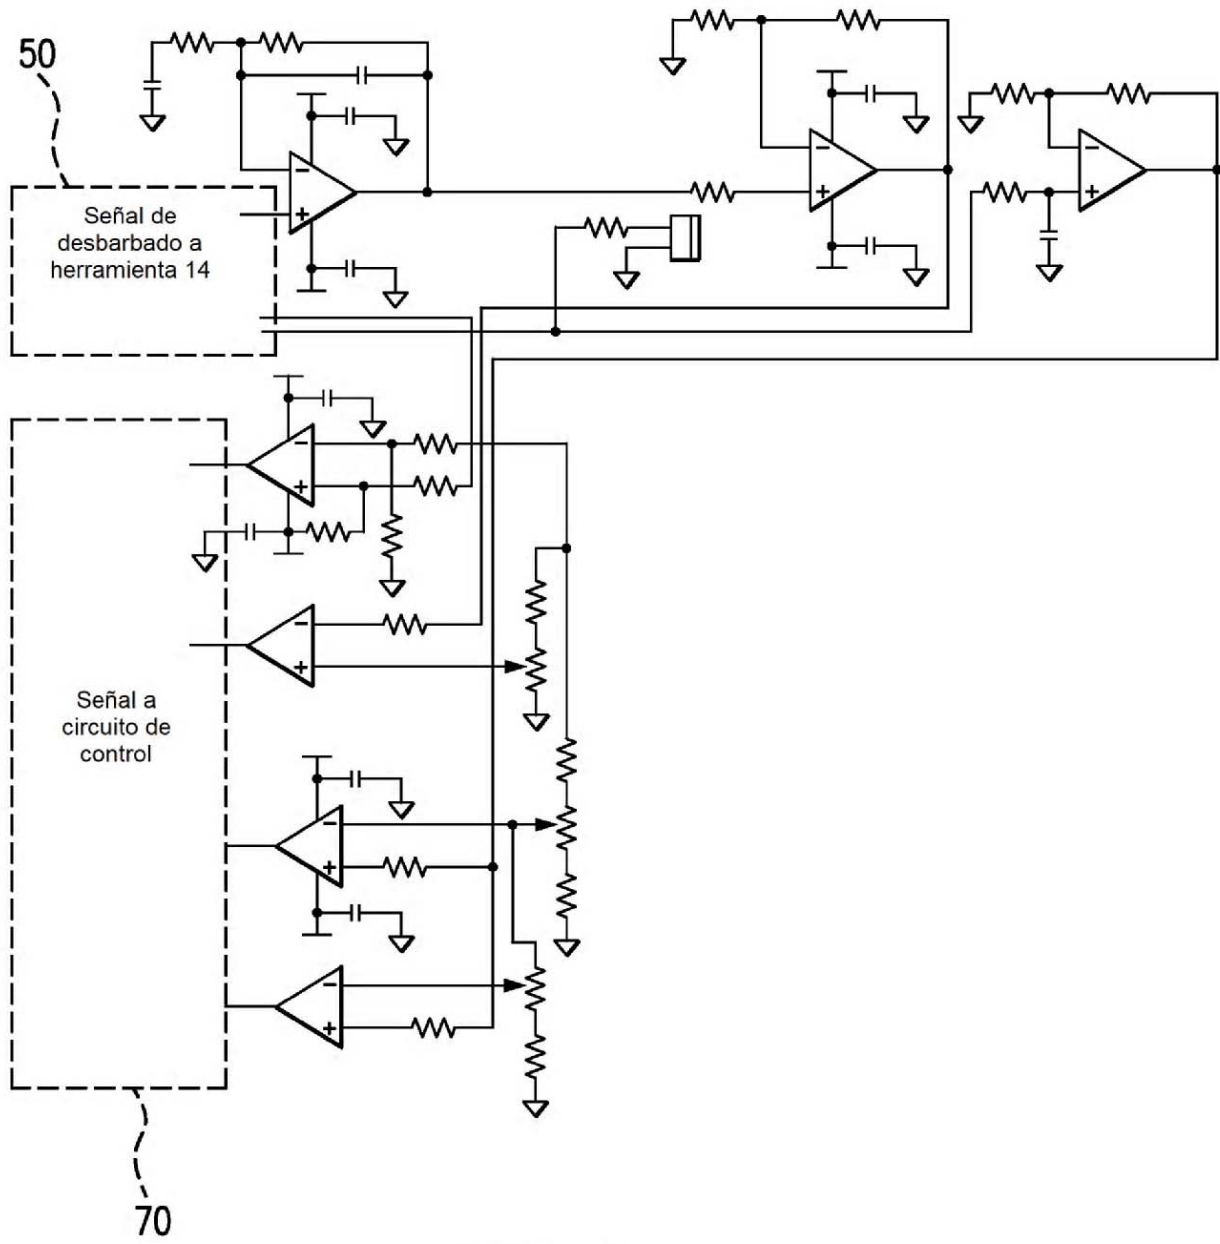 50
Señal de
desbarbado a
herramienta 14
Señal a
circuito de
control
70